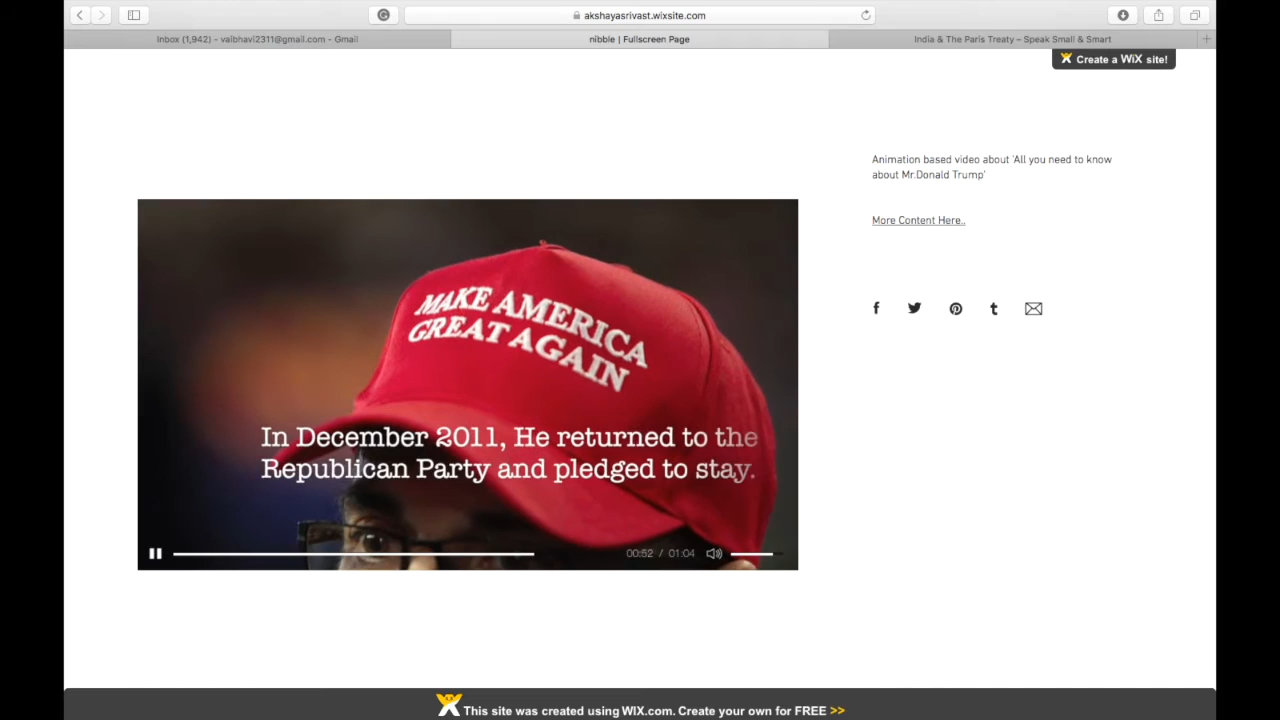 akshayasrivast.wixsite.com
Inbox (1,942) - vaibhavi2311@gmail.com - Gmail
nibble | Fullscreen Page
India & The Paris Treaty – Speak Small & Smart
Create a WiX site!
Animation based video about 'All you need to know
about Mr.Donald Trump'
More Content Here..
MAKE AMERICA
GREAT AGAIN
In December 2011, He returned to the
Republican Party and pledged to stay.
00:52 / 01:04
This site was created using WIX.com. Create your own for FREE >>